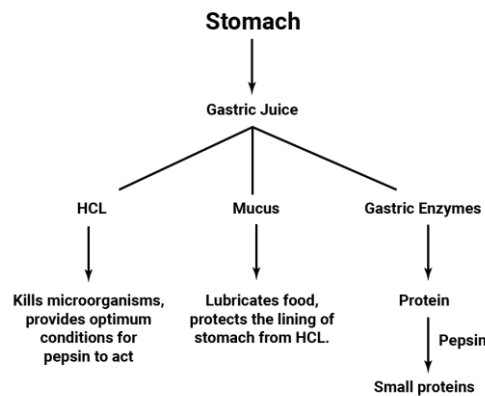 Stomach
Gastric Juice
HCL
Mucus
Gastric Enzymes
Kills microorganisms,
provides optimum
conditions for
pepsin to act
Lubricates food,
protects the lining of
stomach from HCL.
Protein
Pepsin
Small proteins